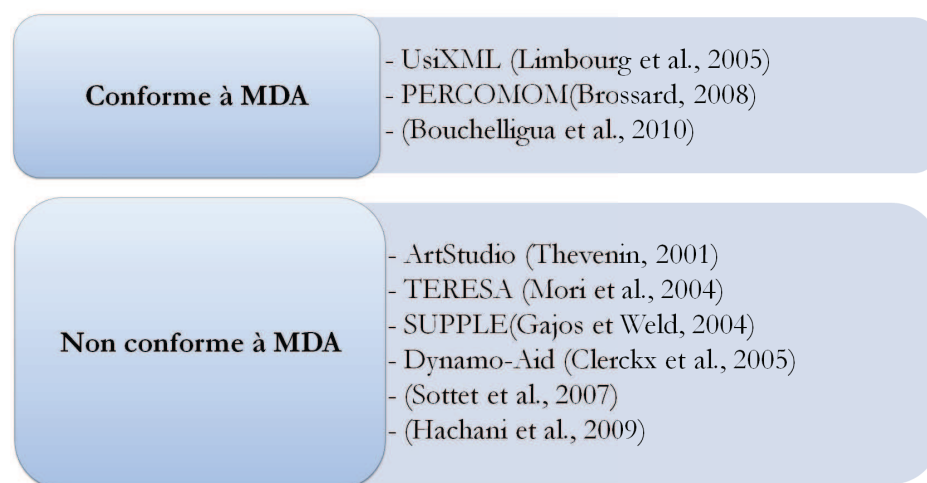 Conforme à MDA
- UsiXML (Limbourg et al., 2005)
- PERCOMOM(Brossard, 2008)
- (Bouchelligua et al., 2010)
Non conforme à MDA
- ArtStudio (Thevenin, 2001)
- TERESA (Mori et al., 2004)
- SUPPLE(Gajos et Weld, 2004)
- Dynamo-Aid (Clerckx et al., 2005)
- (Sottet et al., 2007)
- (Hachani et al., 2009)